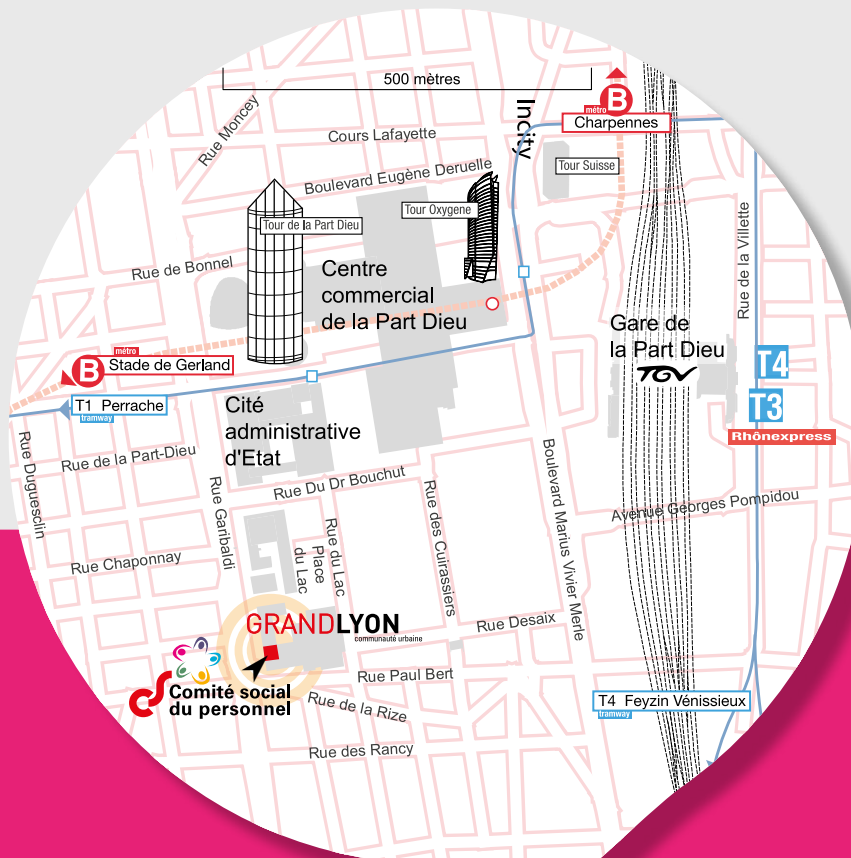 500 mètres
Rue Moncey
Incity
métro
B
Charpennes
Cours Lafayette
Boulevard Eugène Deruelle
Tour Suisse
Tour de la Part Dieu
Tour Oxygene
Rue de la Villette
Rue de Bonnel
Centre
commercial
de la Part Dieu
Gare de
la Part Dieu
TGV
métro
B
Stade de Gerland
T4
T3
Rhônexpress
T1 Perrache
tramway
Cité
administrative
d'Etat
Rue Duguesclin
Rue de la Part-Dieu
Rue Garibaldi
Rue Du Dr Bouchut
Rue des Cuirassiers
Boulevard Marius Vivier Merle
Avenue Georges Pompidou
Rue Chaponnay
Rue du Lac
Place
du Lac
GRANDLYON
communauté urbaine
Rue Desaix
Rue Paul Bert
Comité social
du personnel
Rue de la Rize
T4 Feyzin Vénissieux
tramway
Rue des Rancy